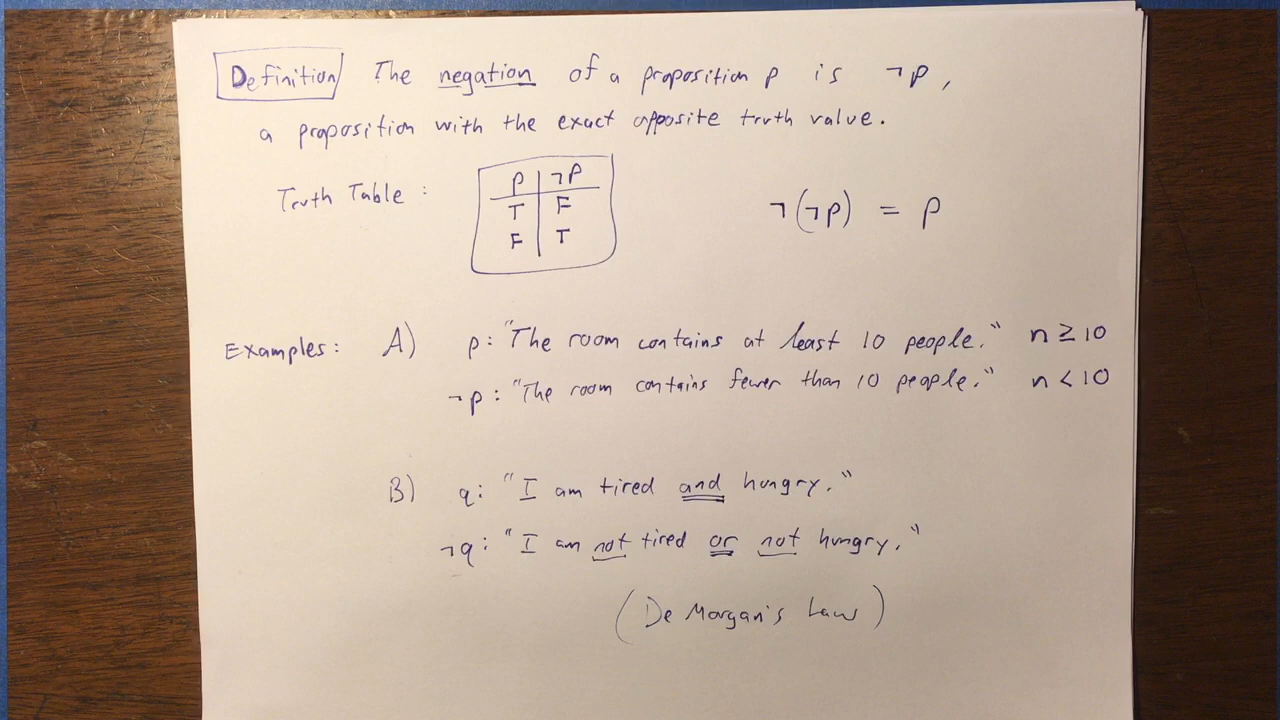 Definition The negation of a proposition p is ¬p,
a proposition with the exact opposite truth value.
Truth Table:
p ¬p
T F
F T
¬(¬p) = p
Examples: A) p: "The room contains at least 10 people." n ≥ 10
¬p: "The room contains fewer than 10 people." n < 10
B) q: "I am tired and hungry."
¬q: "I am not tired or not hungry."
(De Morgan's Law)